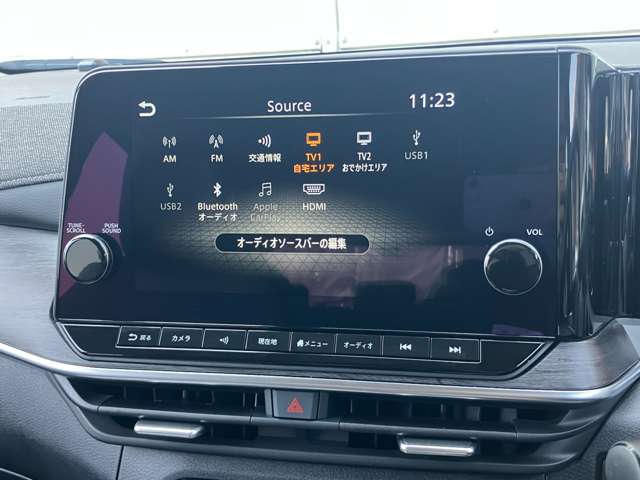 Source
11:23
AM
FM
交通情報
TV1
自宅エリア
TV2
おでかけエリア
USB1
USB2
Bluetooth
オーディオ
Apple
CarPlay
HDMI
オーディオソースバーの編集
TUNE·
SCROLL
PUSH
SOUND
VOL
戻る
カメラ
現在地
メニュー
オーディオ